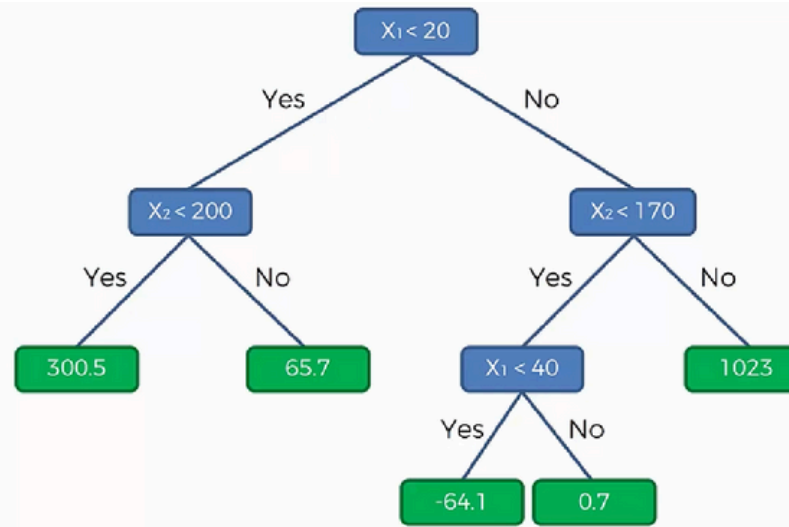 X₁ < 20
Yes
No
X₂ < 200
X₂ < 170
Yes
No
Yes
No
300.5
65.7
X₁ < 40
1023
Yes
No
-64.1
0.7